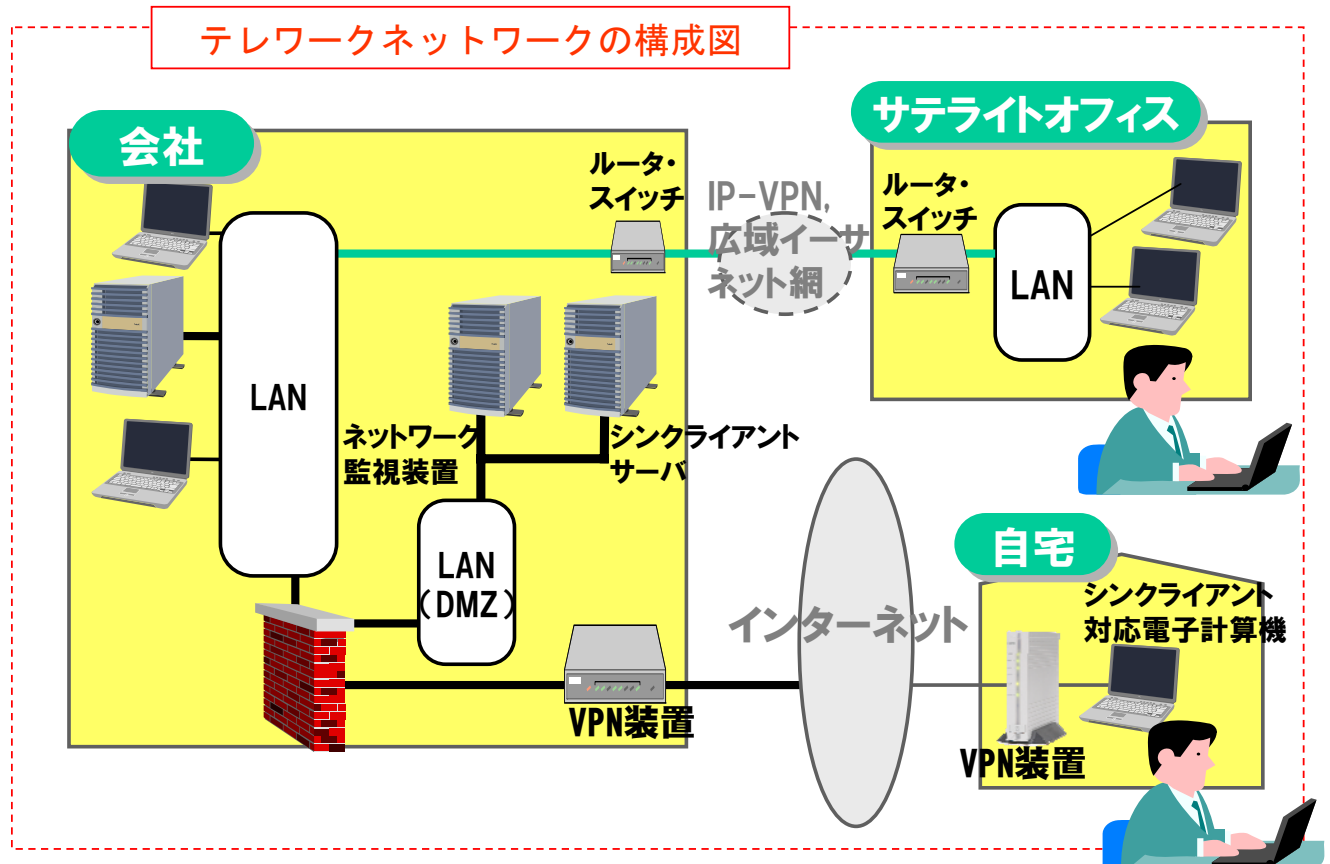 テレワークネットワークの構成図
会社
サテライトオフィス
ルータ・
スイッチ
IP-VPN,
広域イーサ
ネット網
ルータ・
スイッチ
LAN
LAN
ネットワーク
監視装置
シンクライアント
サーバ
LAN
(DMZ)
インターネット
VPN装置
自宅
シンクライアント
対応電子計算機
VPN装置